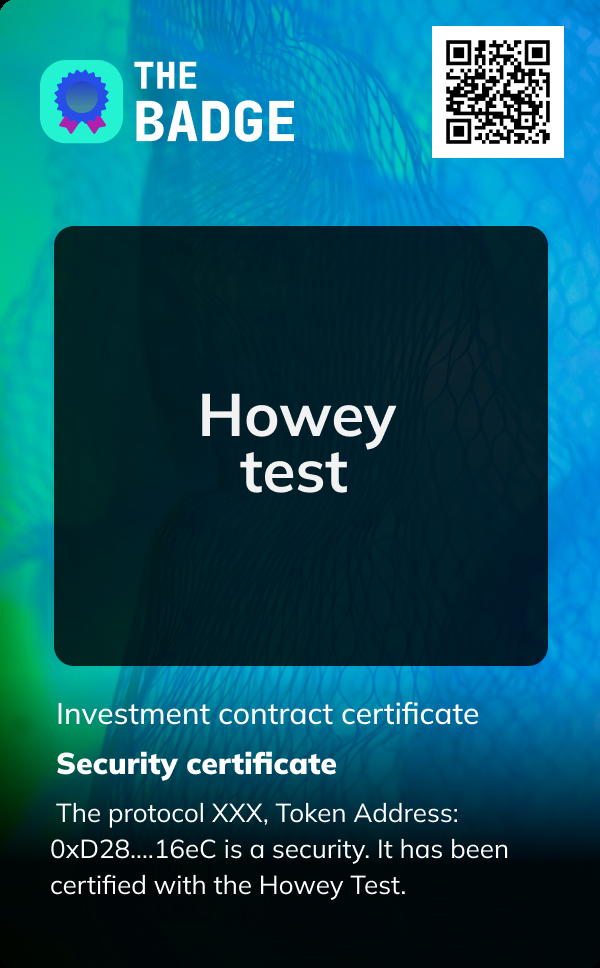 THE
BADGE
Howey
test
Investment contract certificate
Security certificate
The protocol XXX, Token Address:
0xD28....16eC is a security. It has been
certified with the Howey Test.